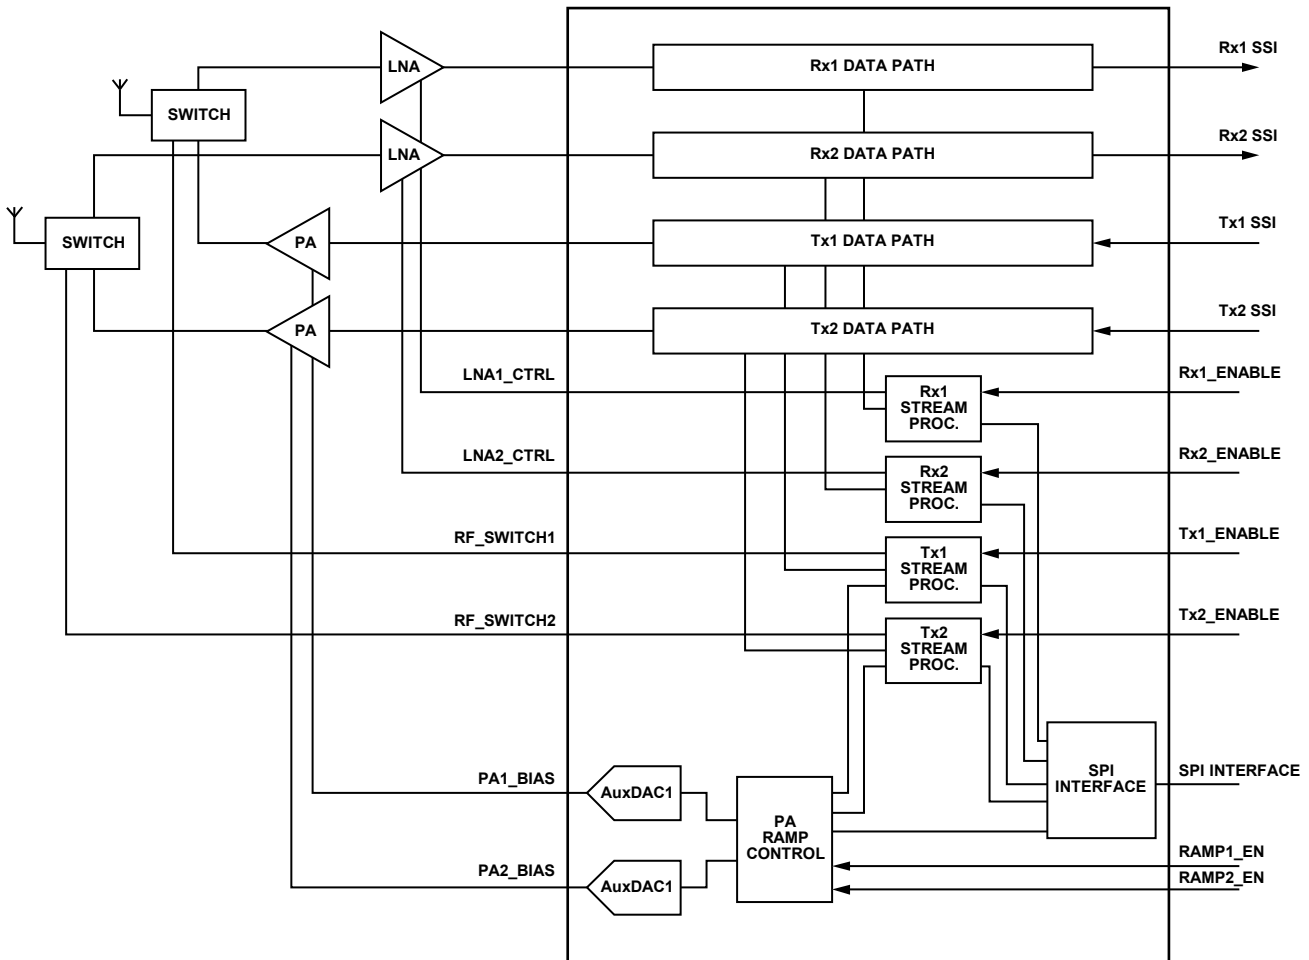 Rx1 SSI
LNA
Rx1 DATA PATH
SWITCH
Rx2 SSI
LNA
Rx2 DATA PATH
Tx1 SSI
SWITCH
PA
Tx1 DATA PATH
Tx2 SSI
PA
Tx2 DATA PATH
LNA1_CTRL
Rx1
STREAM
PROC.
Rx1_ENABLE
LNA2_CTRL
Rx2
STREAM
PROC.
Rx2_ENABLE
RF_SWITCH1
Tx1
STREAM
PROC.
Tx1_ENABLE
RF_SWITCH2
Tx2
STREAM
PROC.
Tx2_ENABLE
PA1_BIAS
AuxDAC1
SPI
INTERFACE
SPI INTERFACE
PA
RAMP
CONTROL
RAMP1_EN
PA2_BIAS
AuxDAC1
RAMP2_EN